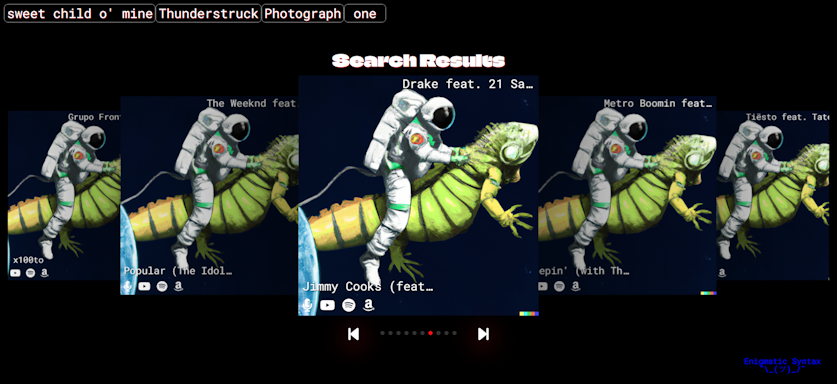 sweet child o' mine Thunderstruck Photograph one
Search Results
Drake feat. 21 Sa…
The Weeknd feat
Metro Boomin feat…
Grupo Fron
Tiësto feat. Tate
x100to
Popular (The Idol…
Jimmy Cooks (feat…
epin' (with Th…
Enigmatic Syntax
¯\_(ツ)_/¯